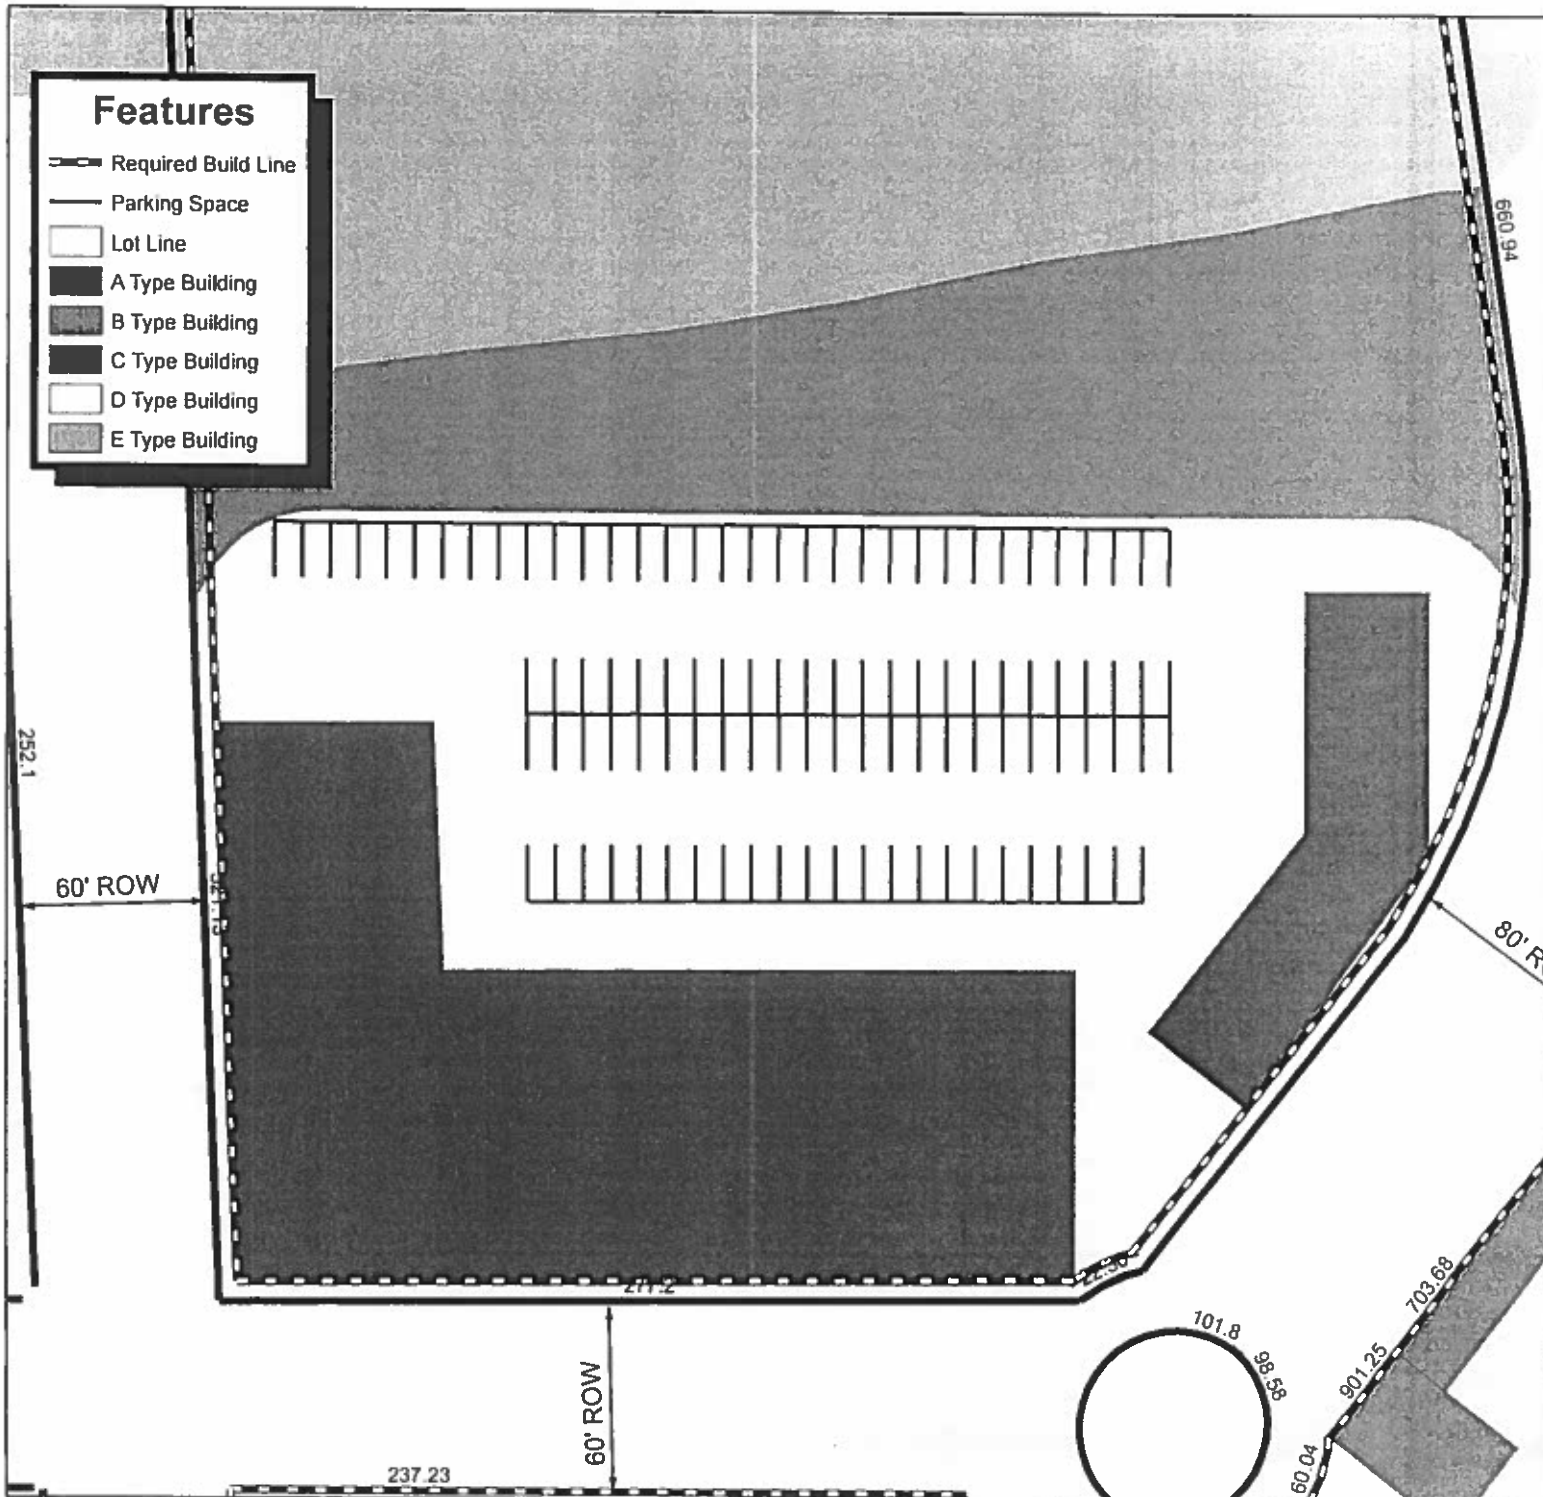 Features
Required Build Line
Parking Space
Lot Line
A Type Building
B Type Building
C Type Building
D Type Building
E Type Building
660.94
252.1
60' ROW
80'
277.2
101.8
98.58
703.68
901.25
60.04
60' ROW
237.23